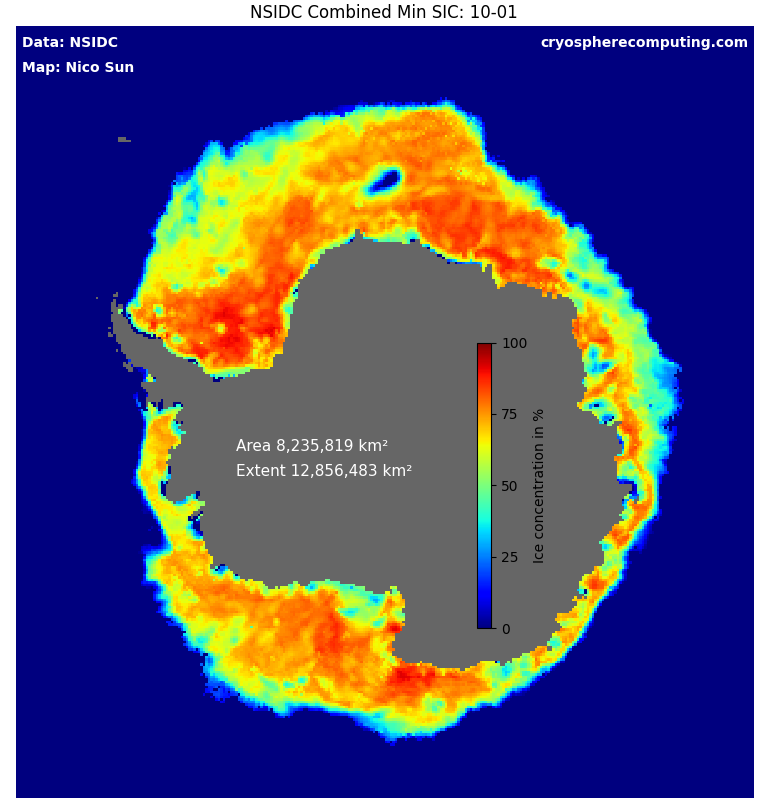 NSIDC Combined Min SIC: 10-01
Data: NSIDC
cryospherecomputing.com
Map: Nico Sun
100
75
50
25
0
Ice concentration in %
Area 8,235,819 km²
Extent 12,856,483 km²